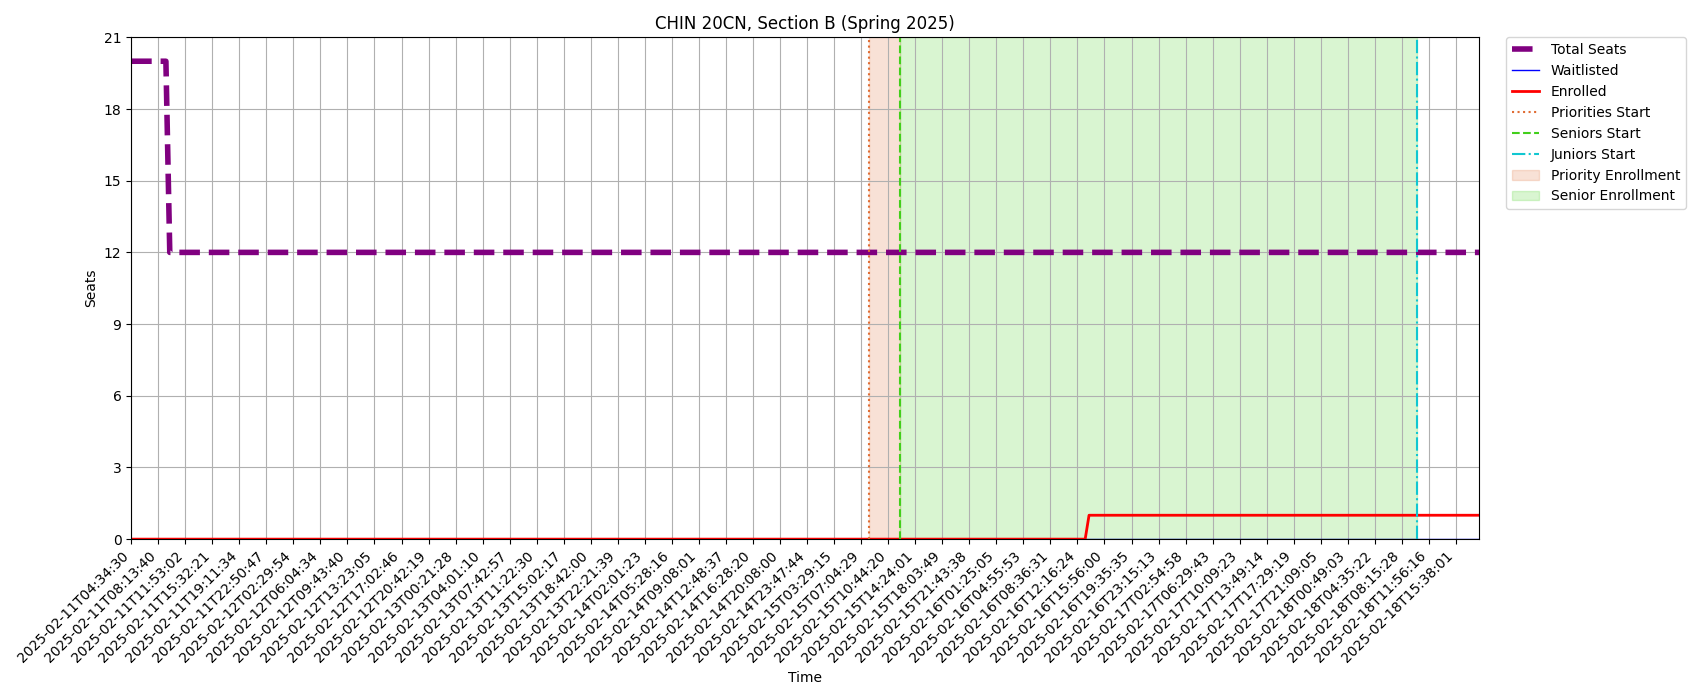 CHIN 20CN, Section B (Spring 2025)
21
18
15
12
9
6
3
0
Seats
2025-02-11T04:34:30
2025-02-11T08:13:40
2025-02-11T11:53:02
2025-02-11T15:32:21
2025-02-11T19:11:34
2025-02-11T22:50:47
2025-02-12T02:29:54
2025-02-12T06:04:34
2025-02-12T09:43:40
2025-02-12T13:23:05
2025-02-12T17:02:46
2025-02-12T20:42:19
2025-02-13T00:21:28
2025-02-13T04:01:10
2025-02-13T07:42:57
2025-02-13T11:22:30
2025-02-13T15:02:17
2025-02-13T18:42:00
2025-02-13T22:21:39
2025-02-14T02:01:23
2025-02-14T05:28:16
2025-02-14T09:08:01
2025-02-14T12:48:37
2025-02-14T16:28:20
2025-02-14T20:08:00
2025-02-14T23:47:44
2025-02-15T03:29:15
2025-02-15T07:04:29
2025-02-15T10:44:20
2025-02-15T14:24:01
2025-02-15T18:03:49
2025-02-15T21:43:38
2025-02-16T01:25:05
2025-02-16T04:55:53
2025-02-16T08:36:31
2025-02-16T12:16:24
2025-02-16T15:56:00
2025-02-16T19:35:35
2025-02-16T23:15:13
2025-02-17T02:54:58
2025-02-17T06:29:43
2025-02-17T10:09:23
2025-02-17T13:49:14
2025-02-17T17:29:19
2025-02-17T21:09:05
2025-02-18T00:49:03
2025-02-18T04:35:22
2025-02-18T08:15:28
2025-02-18T11:56:16
2025-02-18T15:38:01
Time
Total Seats
Waitlisted
Enrolled
Priorities Start
Seniors Start
Juniors Start
Priority Enrollment
Senior Enrollment